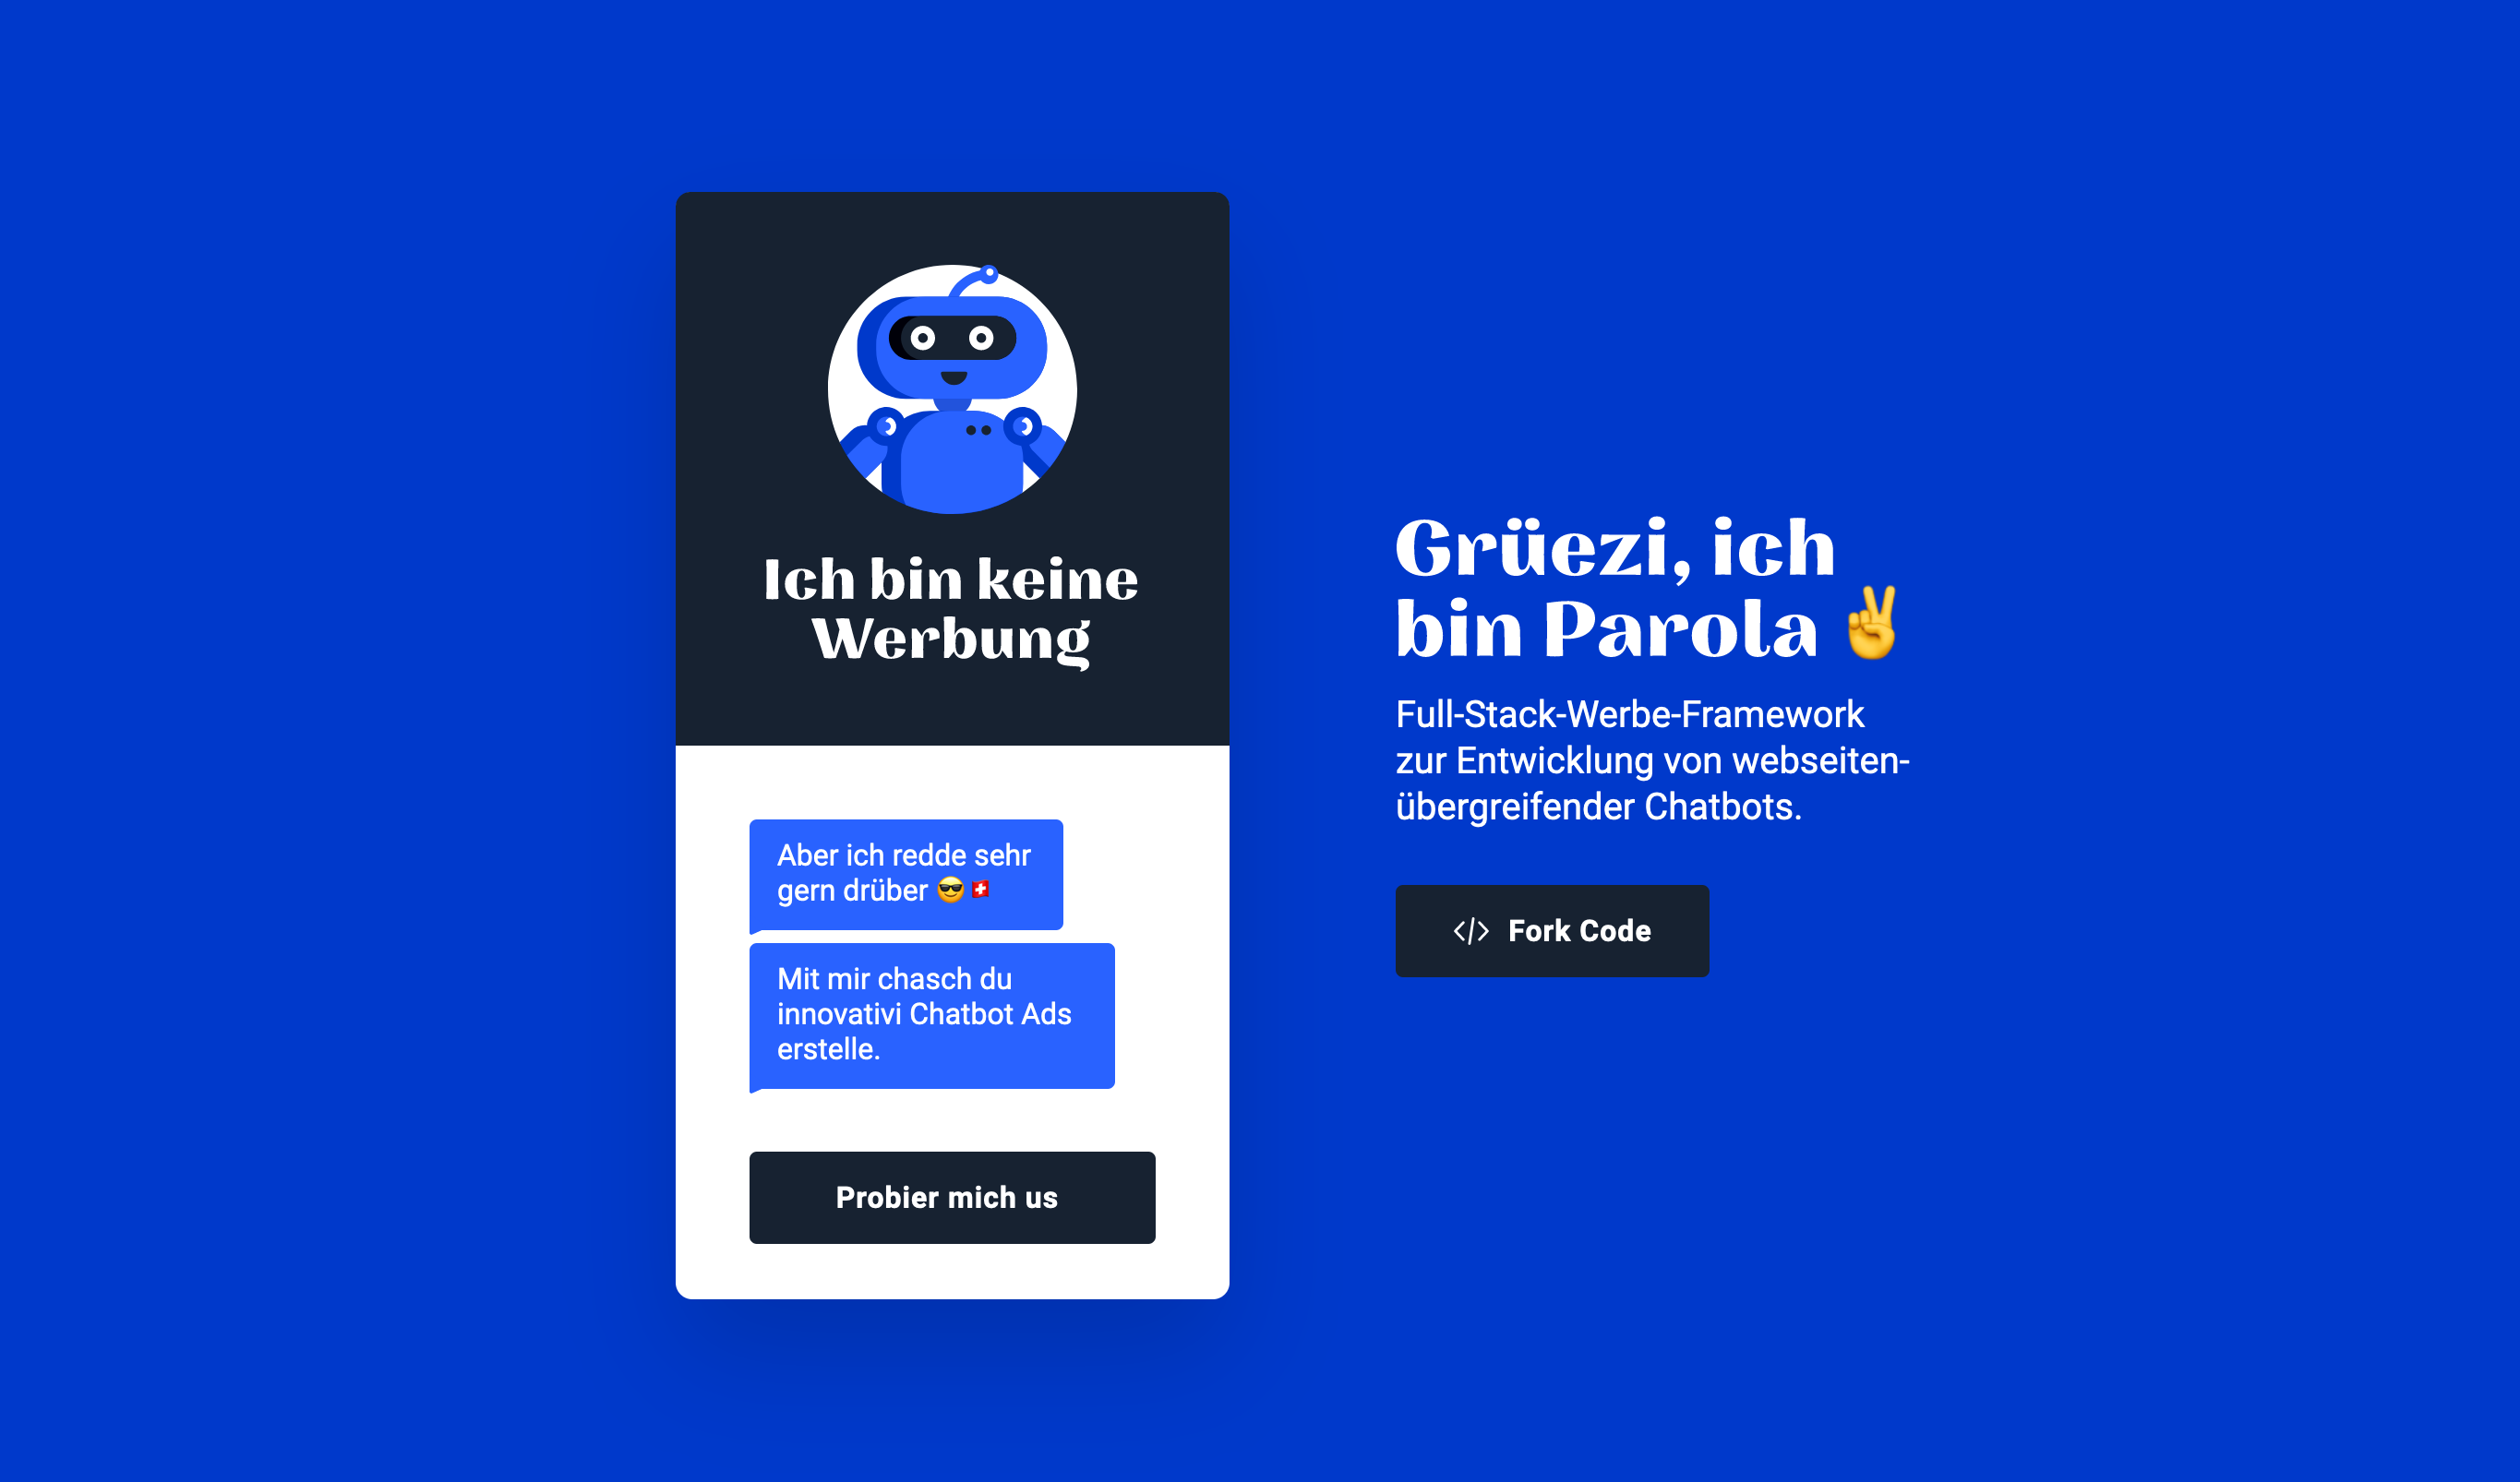 Ich bin keine
Werbung
Aber ich redde sehr
gern drüber 😎🇨🇭
Mit mir chasch du
innovativi Chatbot Ads
erstelle.
Probier mich us
Grüezi, ich
bin Parola ✌️
Full-Stack-Werbe-Framework
zur Entwicklung von webseiten-
übergreifender Chatbots.
</> Fork Code